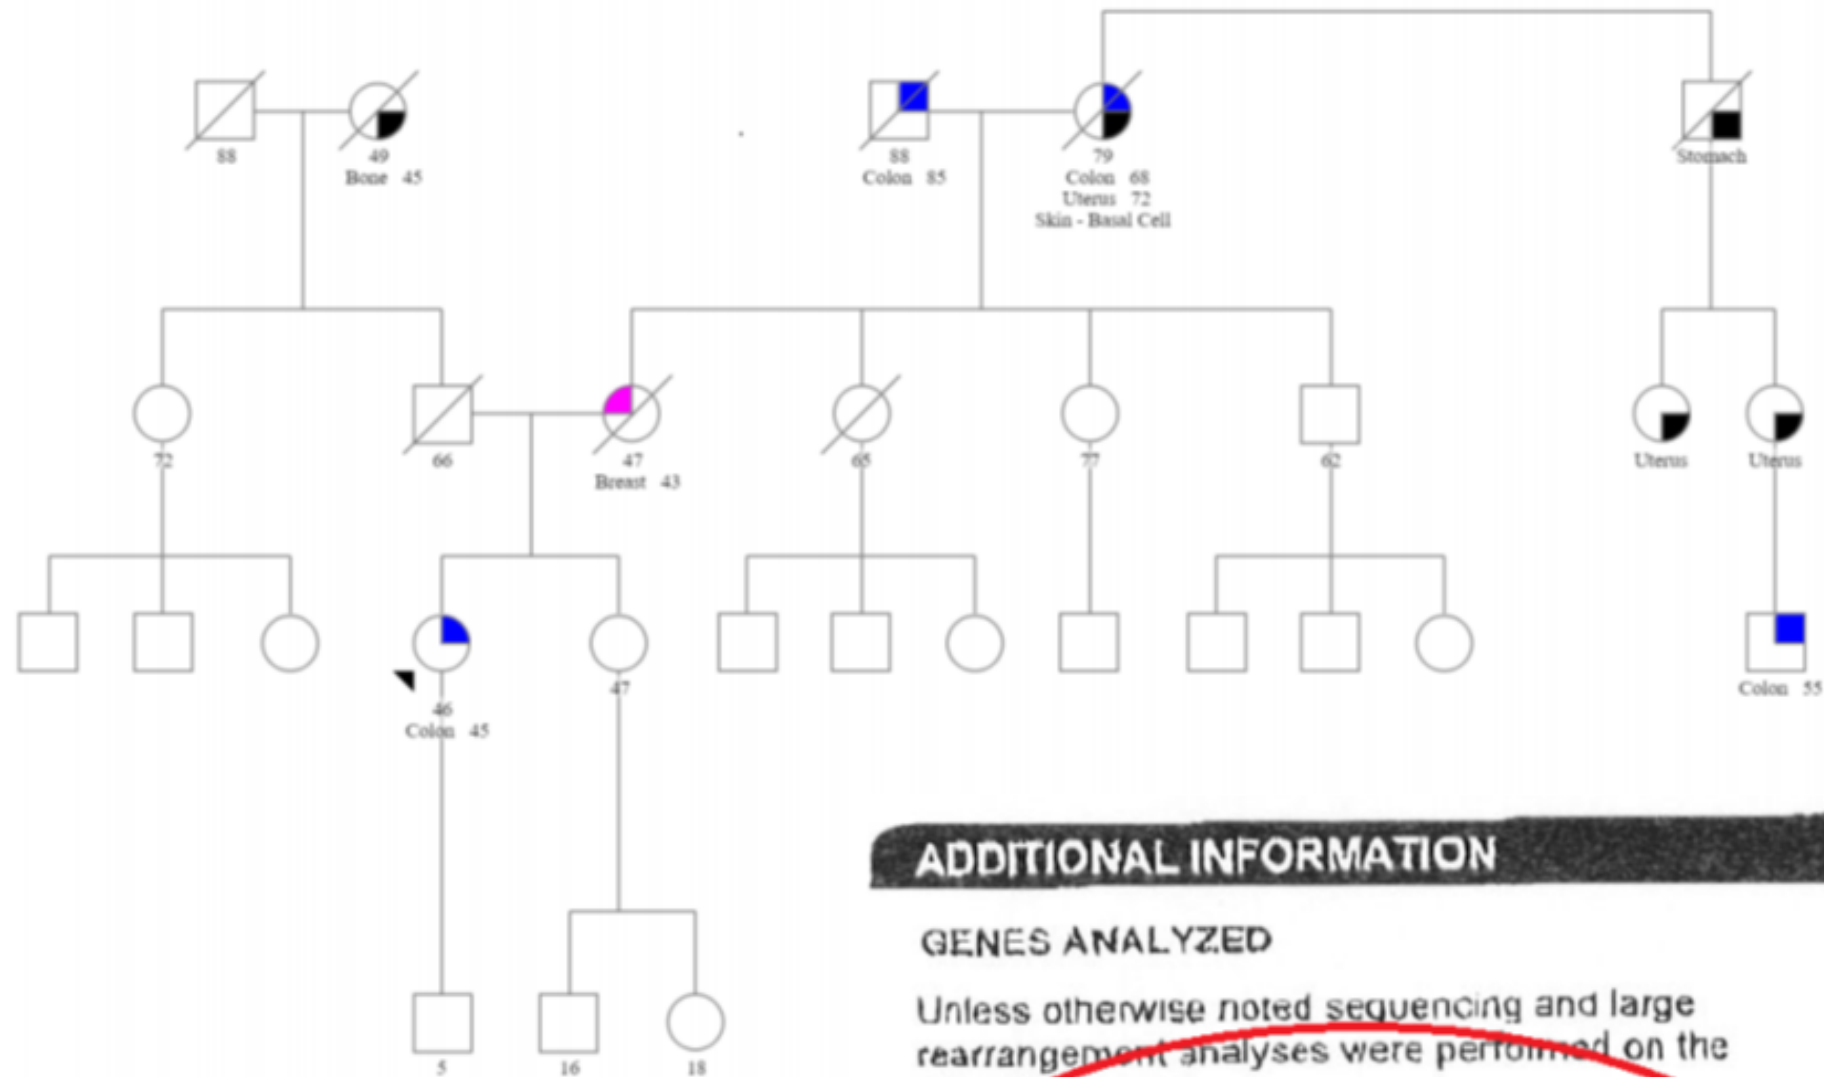 88
49
Bone 45
88
Colon 85
79
Colon 68
Uterus 72
Skin - Basal Cell
Stomach
72
66
47
Breast 43
65
77
62
Uterus
Uterus
46
Colon 45
47
Colon 55
5
16
18
ADDITIONAL INFORMATION
GENES ANALYZED
Unless otherwise noted sequencing and large
rearrangement analyses were performed on the